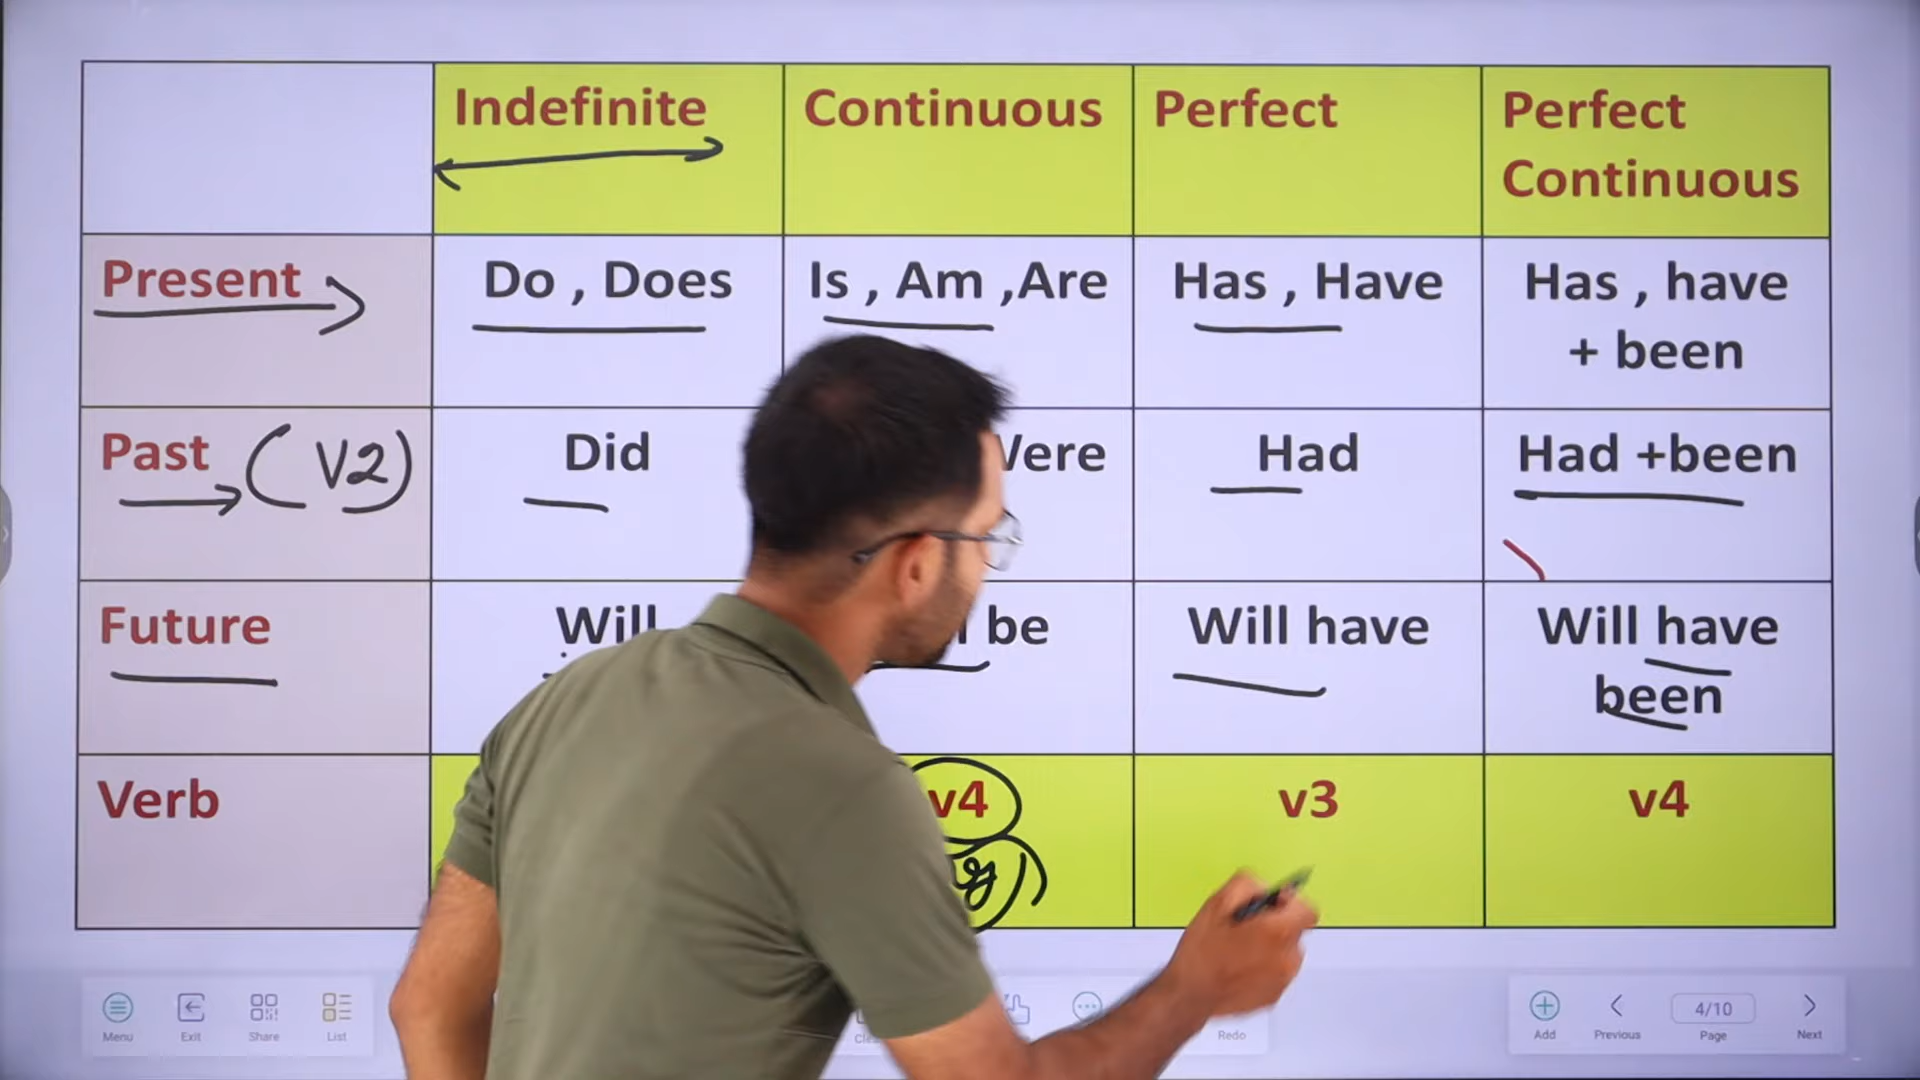 Indefinite
Continuous
Perfect
Perfect
Continuous
Present
Do , Does
Is , Am ,Are
Has , Have
Has , have
+ been
Past (V2)
Did
Had
Had +been
Future
Will
be
Will have
Will have
been
Verb
v4
v3
v4
Menu
Exit
Share
List
Redo
Add
Previous
4/10
Page
Next